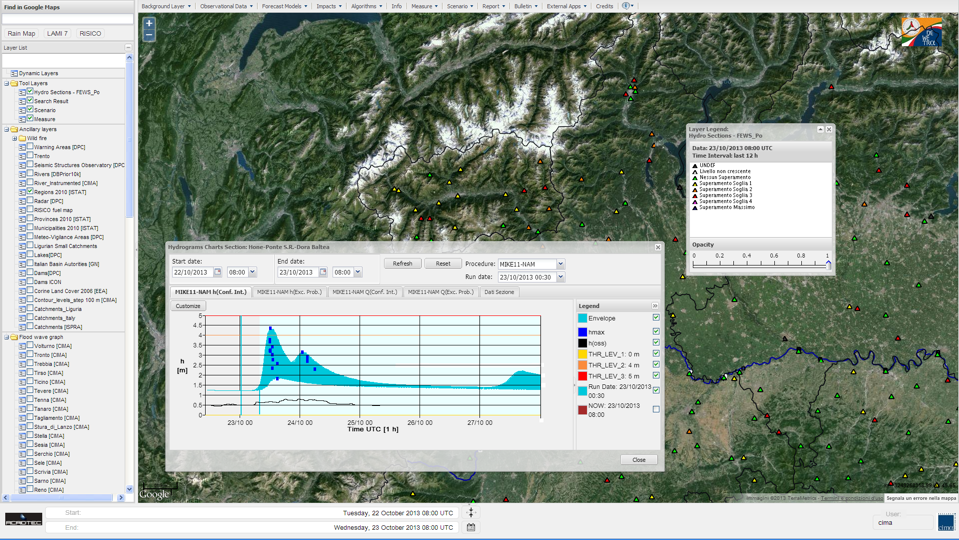 Find in Google Maps
Rain Map LAMI 7 RISICO
Layer List
Dynamic Layers
Tool Layers
Hydro Sections - FEWS_Po
Search Result
Scenario
Measure
Ancillary layers
Wild fire
Warning Areas [DPC]
Trento
Seismic Structures Observatory [DPC
Rivers (DBPrior10k)
River_Instrumented (CIMA)
Regions 2010 [ISTAT]
Radar [DPC]
RISICO fuel map
Provinces 2010 [ISTAT]
Municipalities 2010 [ISTAT]
Meteo-Vigilance Areas [DPC]
Ligurian Small Catchments
Lakes[DPC]
Italian Basin Autorities [GN]
Dams[DPC]
Dams ICON
Corine Land Cover 2006 [EEA]
Contour_levels_step 100 m [CIMA]
Catchments_Liguria
Catchments_Italy
Catchments [ISPRA]
Flood wave graph
Volturno [CIMA]
Tronto [CIMA]
Trebbia [CIMA]
Tirso [CIMA]
Ticino [CIMA]
Tevere [CIMA]
Tenna [CIMA]
Tanaro [CIMA]
Tagliamento [CIMA]
Stura_di_Lanzo [CIMA]
Stella [CIMA]
Sesia [CIMA]
Serchio [CIMA]
Sele [CIMA]
Scrivia [CIMA]
Sarno [CIMA]
Reno [CIMA]
Background Layer Observational Data Forecast Models Impacts Algorithms Info Measure Scenario Report Bulletin External Apps Credits
DE
WE
TRA
Layer Legend:
Hydro Sections - FEWS_Po
Data: 23/10/2013 08:00 UTC
Time Interval: last 12 h
UNDEF
Livello non crescente
Nessun Superamento
Superamento Soglia 1
Superamento Soglia 2
Superamento Soglia 3
Superamento Soglia 4
Superamento Massimo
Opacity
0 0.2 0.4 0.6 0.8 1
Hydrograms Charts Section: Hone-Ponte S.R.-Dora Baltea
Start date: End date:
22/10/2013 08:00 23/10/2013 08:00
Refresh Reset
Procedure: MIKE11-NAM
Run date: 23/10/2013 00:30
MIKE11-NAM h(Conf. Int.) MIKE11-NAM h(Exc. Prob.) MIKE11-NAM Q(Conf. Int.) MIKE11-NAM Q(Exc. Prob.) Dati Sezione
Customize
h
[m]
5
4.5
4
3.5
3
2.5
2
1.5
1
0.5
0
23/10 00 24/10 00 25/10 00 26/10 00 27/10 00
Time UTC [1 h]
Legend
Envelope
hmax
h(oss)
THR_LEV_1: 0 m
THR_LEV_2: 4 m
THR_LEV_3: 5 m
Run Date: 23/10/2013
00:30
NOW: 23/10/2013
08:00
Close
Google
Immagini ©2013 TerraMetrics
Termini e condizioni d'uso
Segnala un errore nella mappa
ACROTEC
Start: Tuesday, 22 October 2013 08:00 UTC
End: Wednesday, 23 October 2013 08:00 UTC
User:
cima
cima